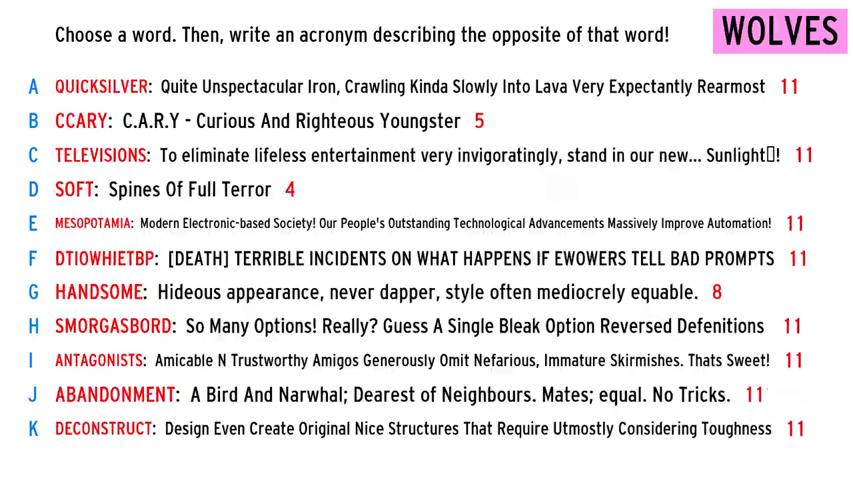 Choose a word. Then, write an acronym describing the opposite of that word!
WOLVES
A QUICKSILVER: Quite Unspectacular Iron, Crawling Kinda Slowly Into Lava Very Expectantly Rearmost 11
B CCARY: C.A.R.Y - Curious And Righteous Youngster 5
C TELEVISIONS: To eliminate lifeless entertainment very invigoratingly, stand in our new... Sunlight▯! 11
D SOFT: Spines Of Full Terror 4
E MESOPOTAMIA: Modern Electronic-based Society! Our People's Outstanding Technological Advancements Massively Improve Automation! 11
F DTIOWHIETBP: [DEATH] TERRIBLE INCIDENTS ON WHAT HAPPENS IF EWOWERS TELL BAD PROMPTS 11
G HANDSOME: Hideous appearance, never dapper, style often mediocrely equable. 8
H SMORGASBORD: So Many Options! Really? Guess A Single Bleak Option Reversed Defenitions 11
I ANTAGONISTS: Amicable N Trustworthy Amigos Generously Omit Nefarious, Immature Skirmishes. Thats Sweet! 11
J ABANDONMENT: A Bird And Narwhal; Dearest of Neighbours. Mates; equal. No Tricks. 11
K DECONSTRUCT: Design Even Create Original Nice Structures That Require Utmostly Considering Toughness 11